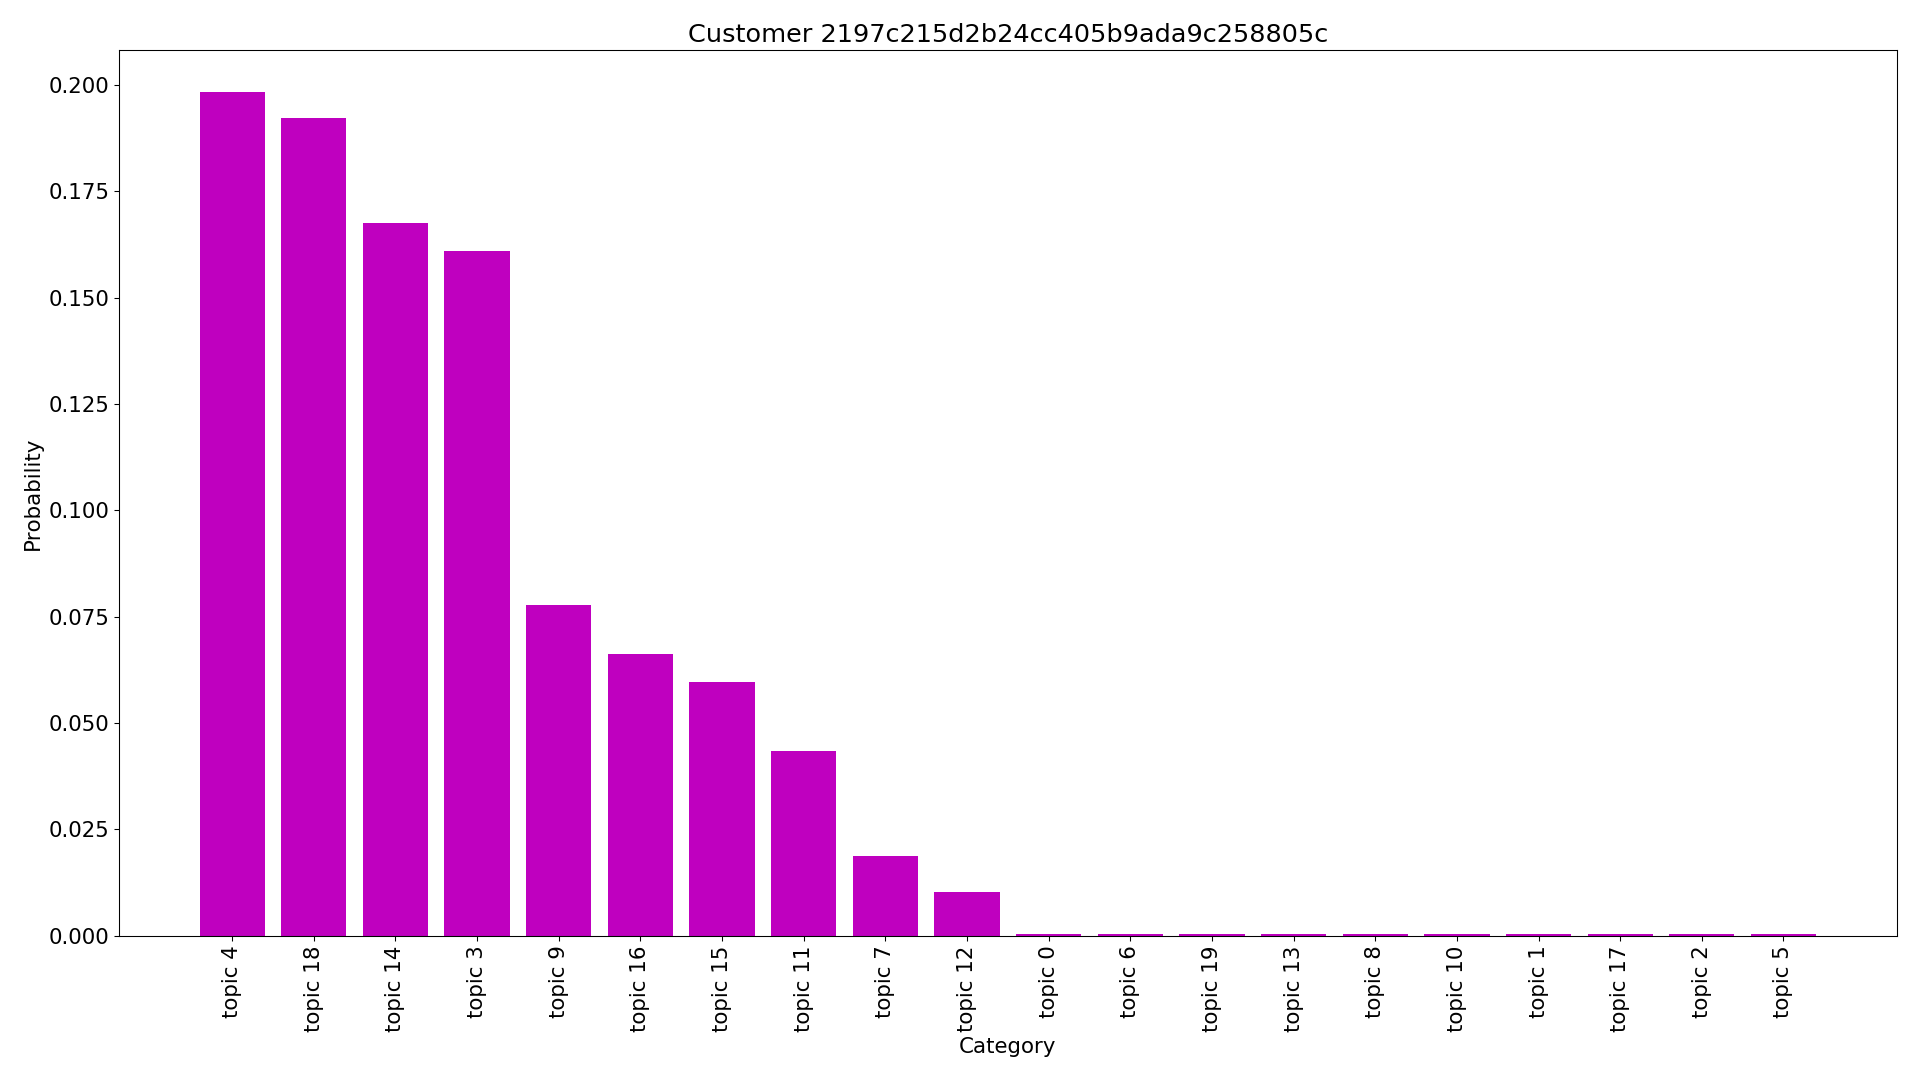 Customer 2197c215d2b24cc405b9ada9c258805c
0.200
0.175
0.150
0.125
0.100
0.075
0.050
0.025
0.000
Probability
topic 4
topic 18
topic 14
topic 3
topic 9
topic 16
topic 15
topic 11
topic 7
topic 12
topic 0
topic 6
topic 19
topic 13
topic 8
topic 10
topic 1
topic 17
topic 2
topic 5
Category